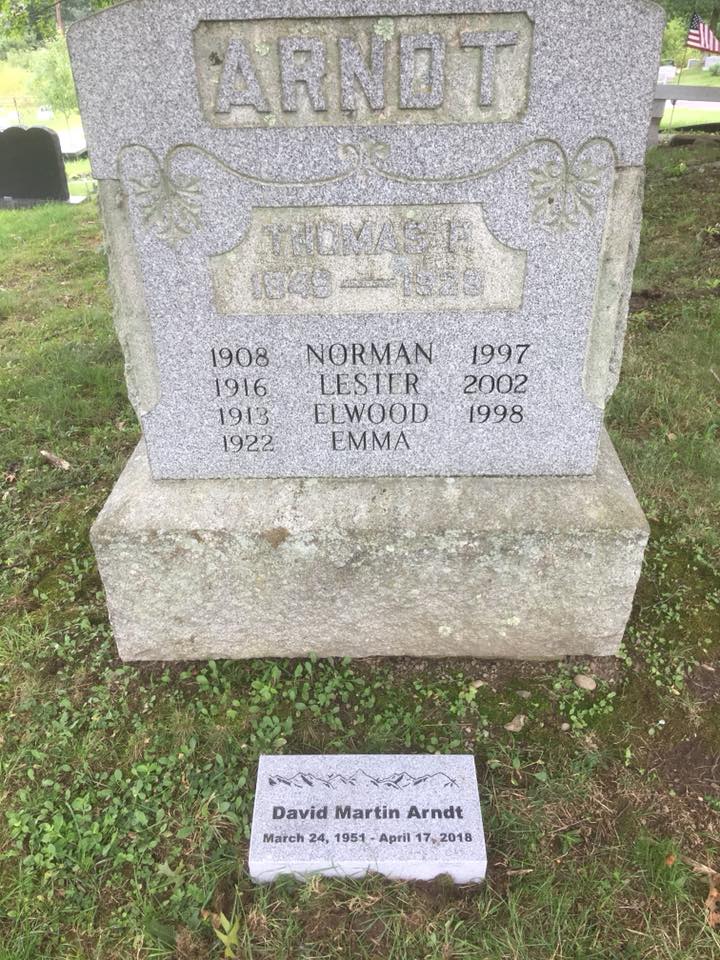 ARNDT
THOMAS P.
1849 — 1929
1908 NORMAN 1997
1916 LESTER 2002
1913 ELWOOD 1998
1922 EMMA
David Martin Arndt
March 24, 1951 - April 17, 2018